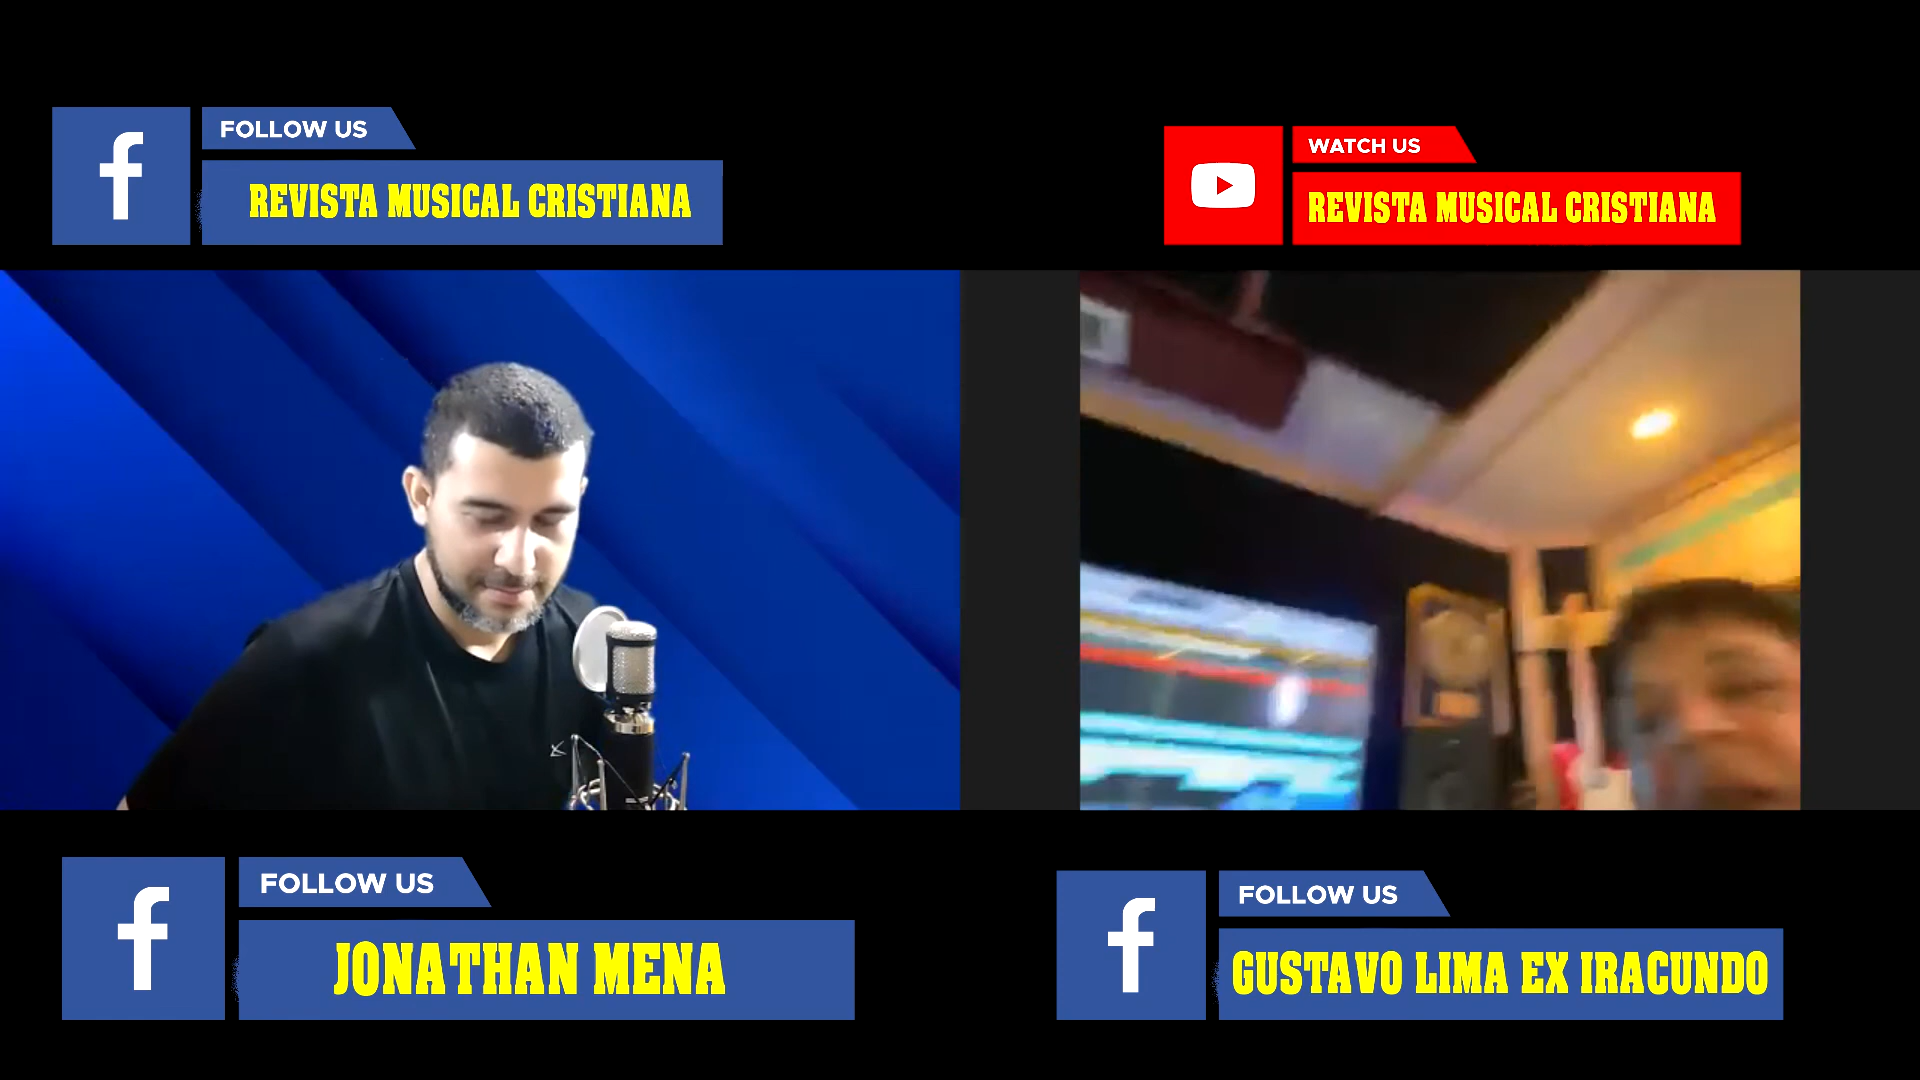 FOLLOW US
REVISTA MUSICAL CRISTIANA
WATCH US
REVISTA MUSICAL CRISTIANA
FOLLOW US
JONATHAN MENA
FOLLOW US
GUSTAVO LIMA EX IRACUNDO